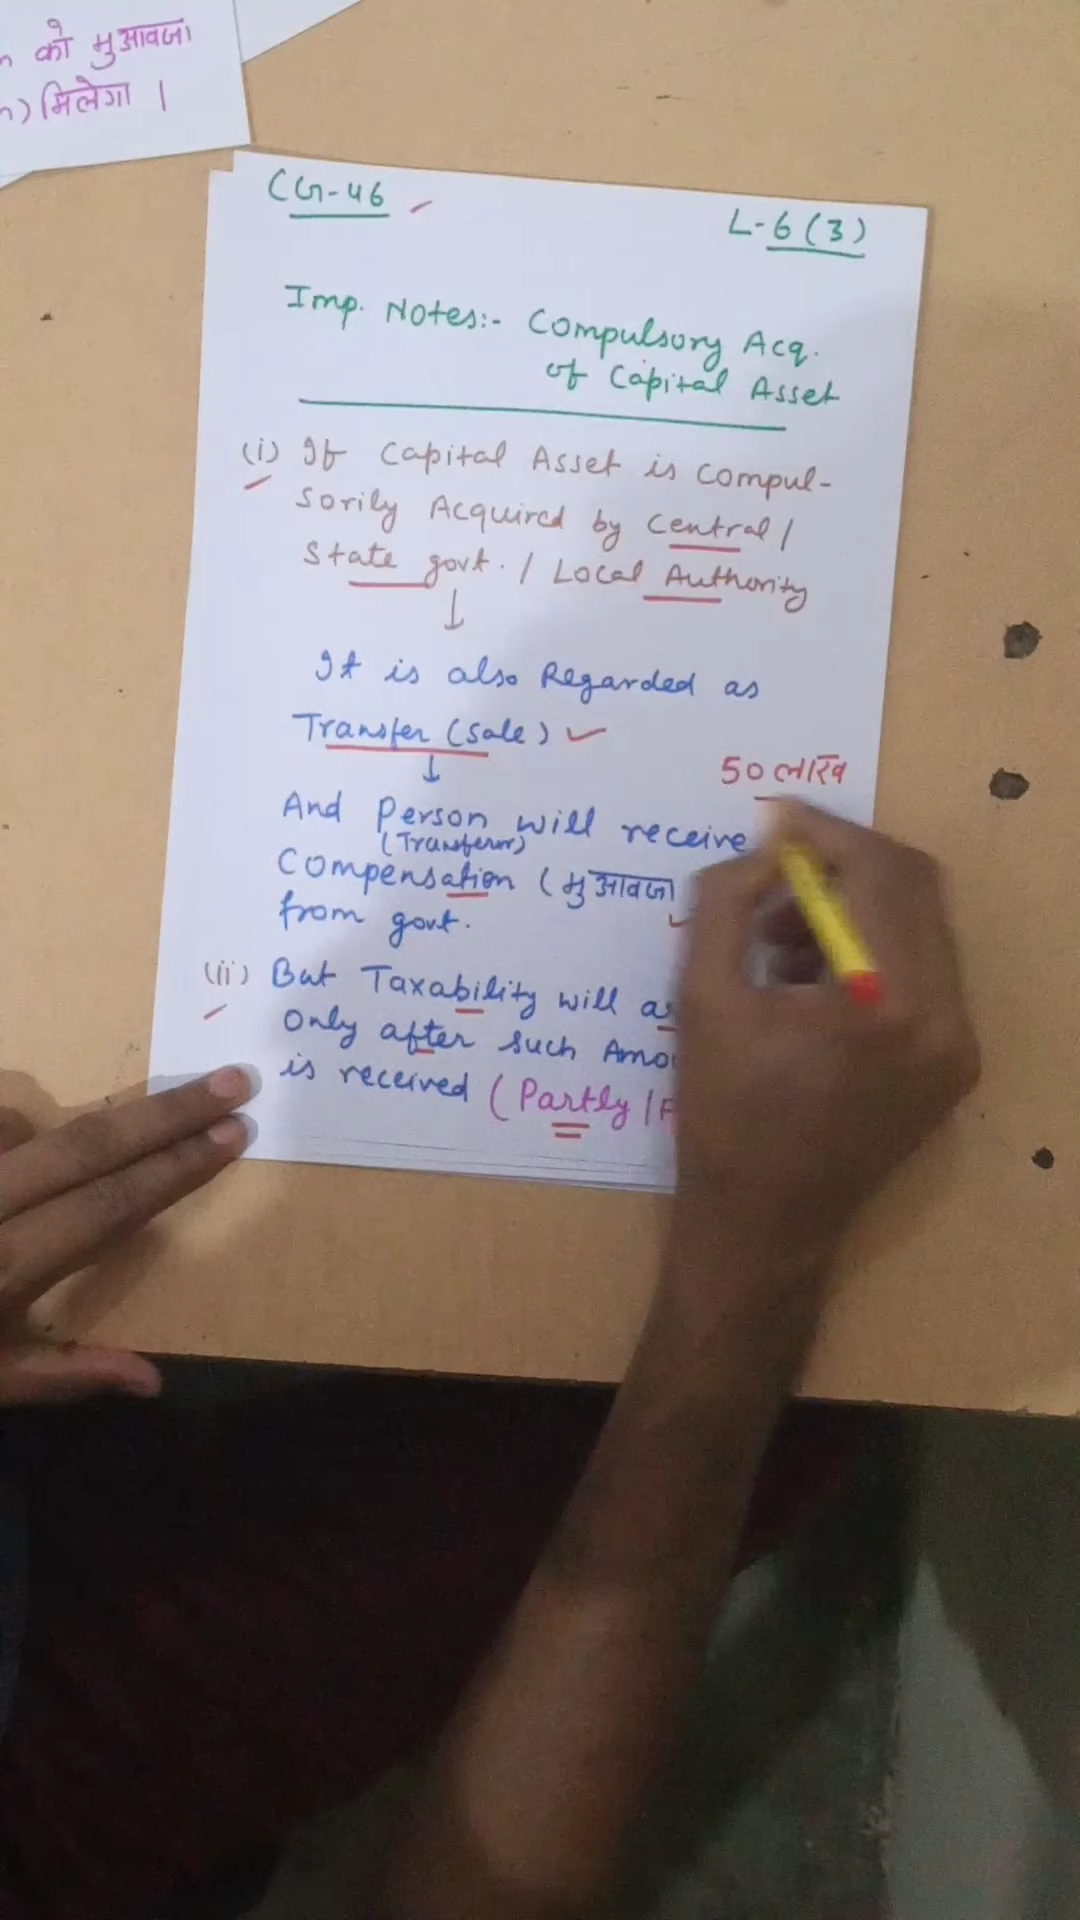 को मुआवजा
मिलेगा ।
CG-46
L-6(3)
Imp. Notes:- Compulsory Acq.
of Capital Asset
(i) If Capital Asset is Compul-
sorily Acquired by Central/
State govt. / Local Authority
↓
It is also Regarded as
Transfer (Sale) ✓
↓
50 लाख
And Person will receive
(Transferor)
Compensation (मुआवजा
from govt.
(ii) But Taxability will
Only after such
is received (Partly /